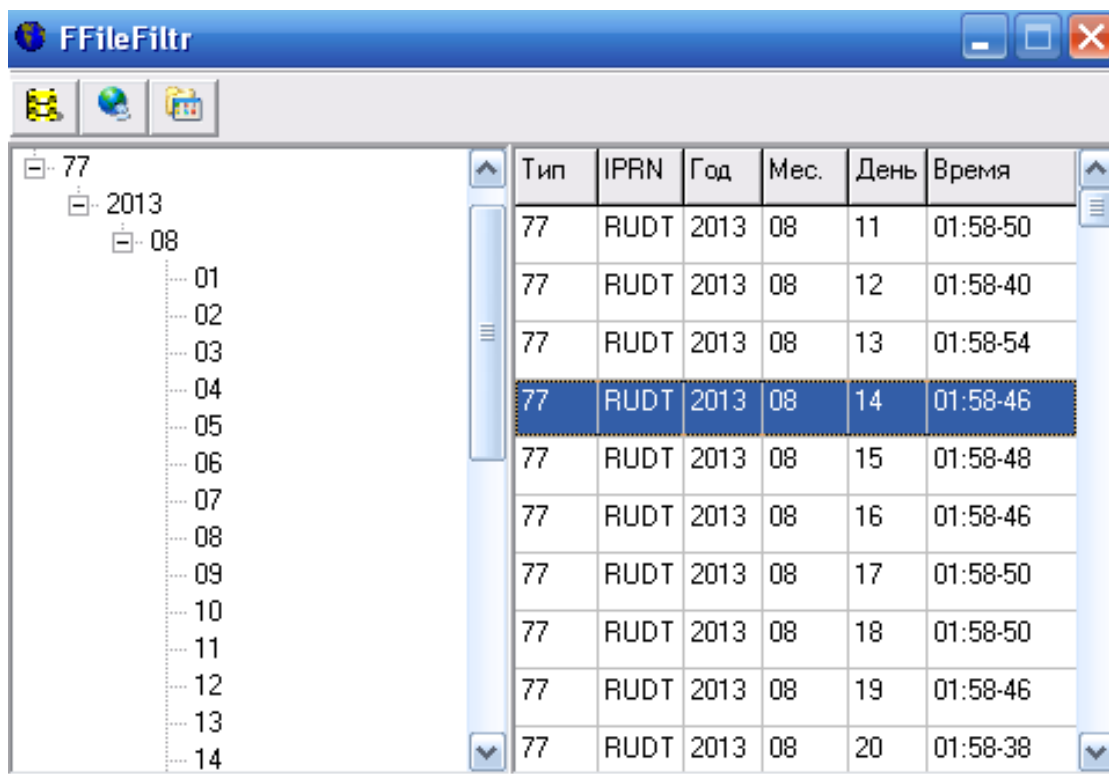 FFileFiltr
77
2013
08
01
02
03
04
05
06
07
08
09
10
11
12
13
14
Тип IPRN Год Мес. День Время
77 RUDT 2013 08 11 01:58-50
77 RUDT 2013 08 12 01:58-40
77 RUDT 2013 08 13 01:58-54
77 RUDT 2013 08 14 01:58-46
77 RUDT 2013 08 15 01:58-48
77 RUDT 2013 08 16 01:58-46
77 RUDT 2013 08 17 01:58-50
77 RUDT 2013 08 18 01:58-50
77 RUDT 2013 08 19 01:58-46
77 RUDT 2013 08 20 01:58-38